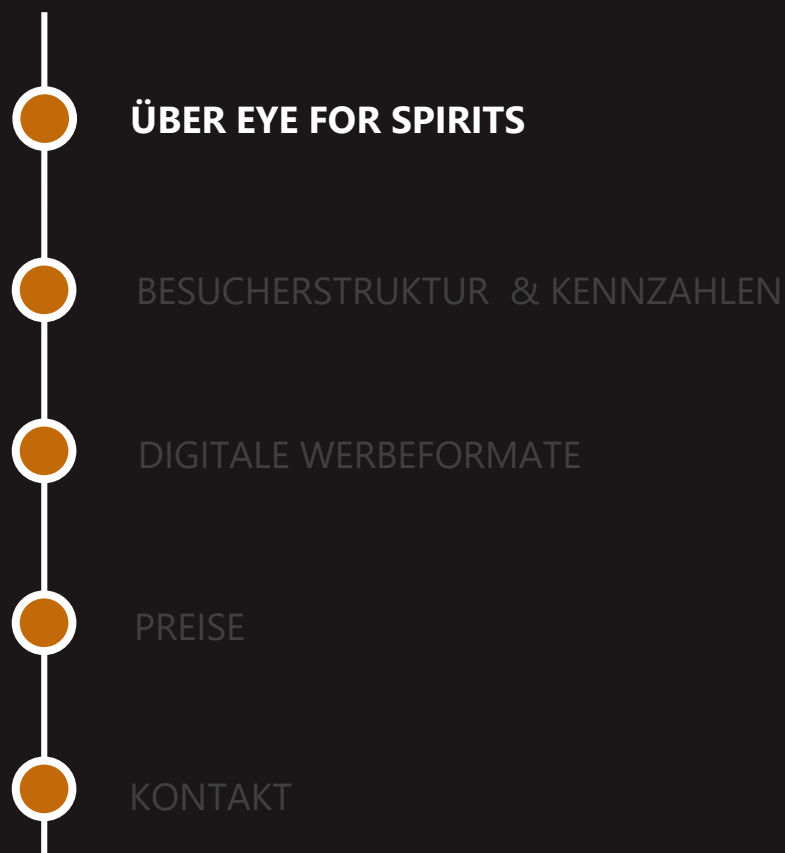 ÜBER EYE FOR SPIRITS
BESUCHERSTRUKTUR & KENNZAHLEN
DIGITALE WERBEFORMATE
PREISE
KONTAKT